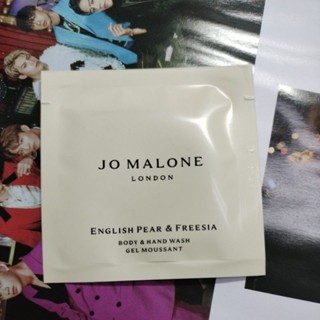 JO MALONE
LONDON
ENGLISH PEAR & FREESIA
BODY & HAND WASH
GEL MOUSSANT